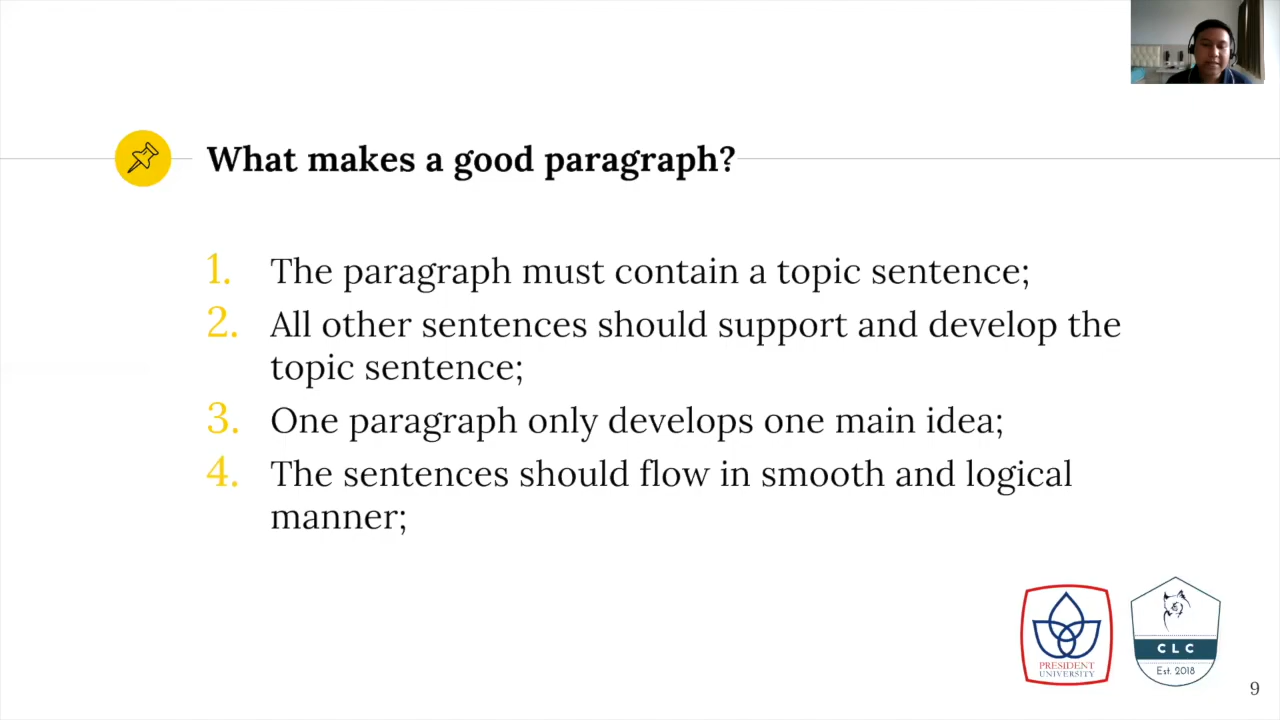 What makes a good paragraph?
1. The paragraph must contain a topic sentence;
2. All other sentences should support and develop the
topic sentence;
3. One paragraph only develops one main idea;
4. The sentences should flow in smooth and logical
manner;
PRESIDENT
UNIVERSITY
CLC
Est. 2018
9